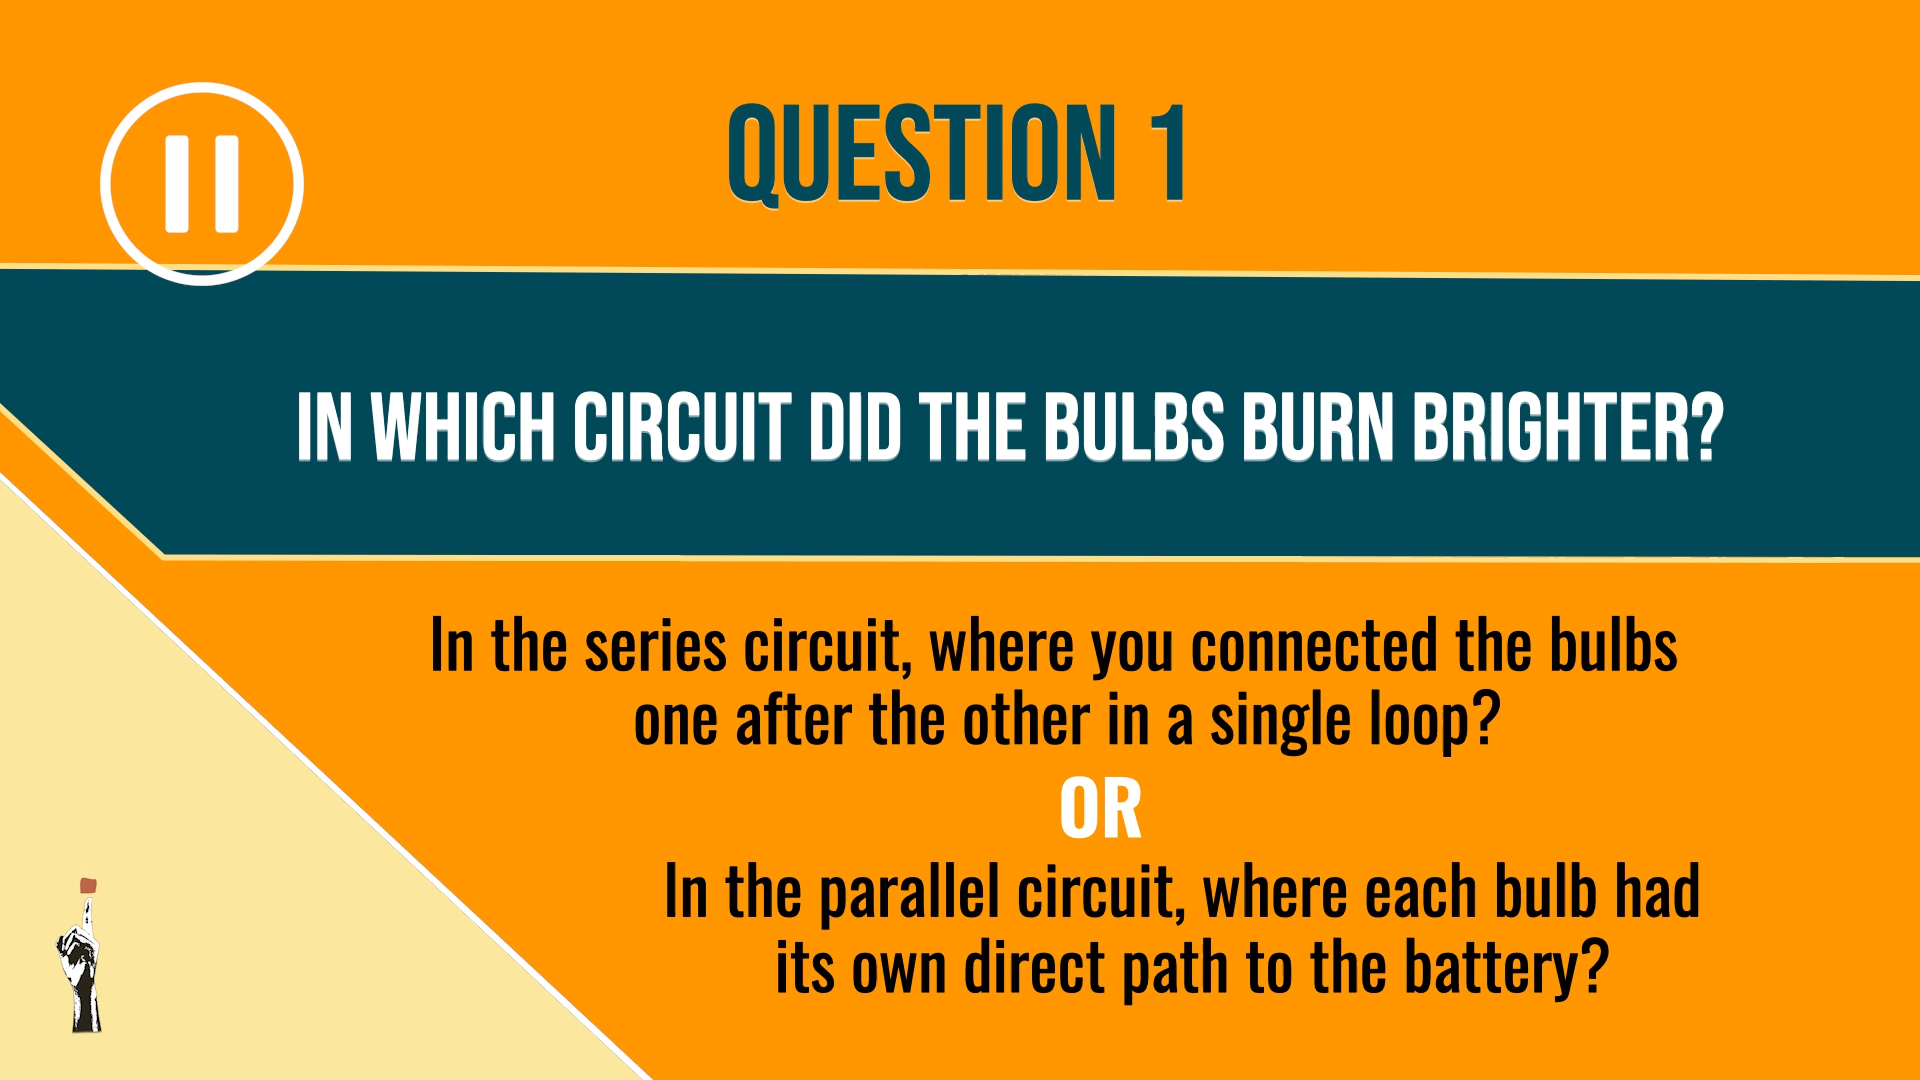 QUESTION 1
IN WHICH CIRCUIT DID THE BULBS BURN BRIGHTER?
In the series circuit, where you connected the bulbs
one after the other in a single loop?
OR
In the parallel circuit, where each bulb had
its own direct path to the battery?